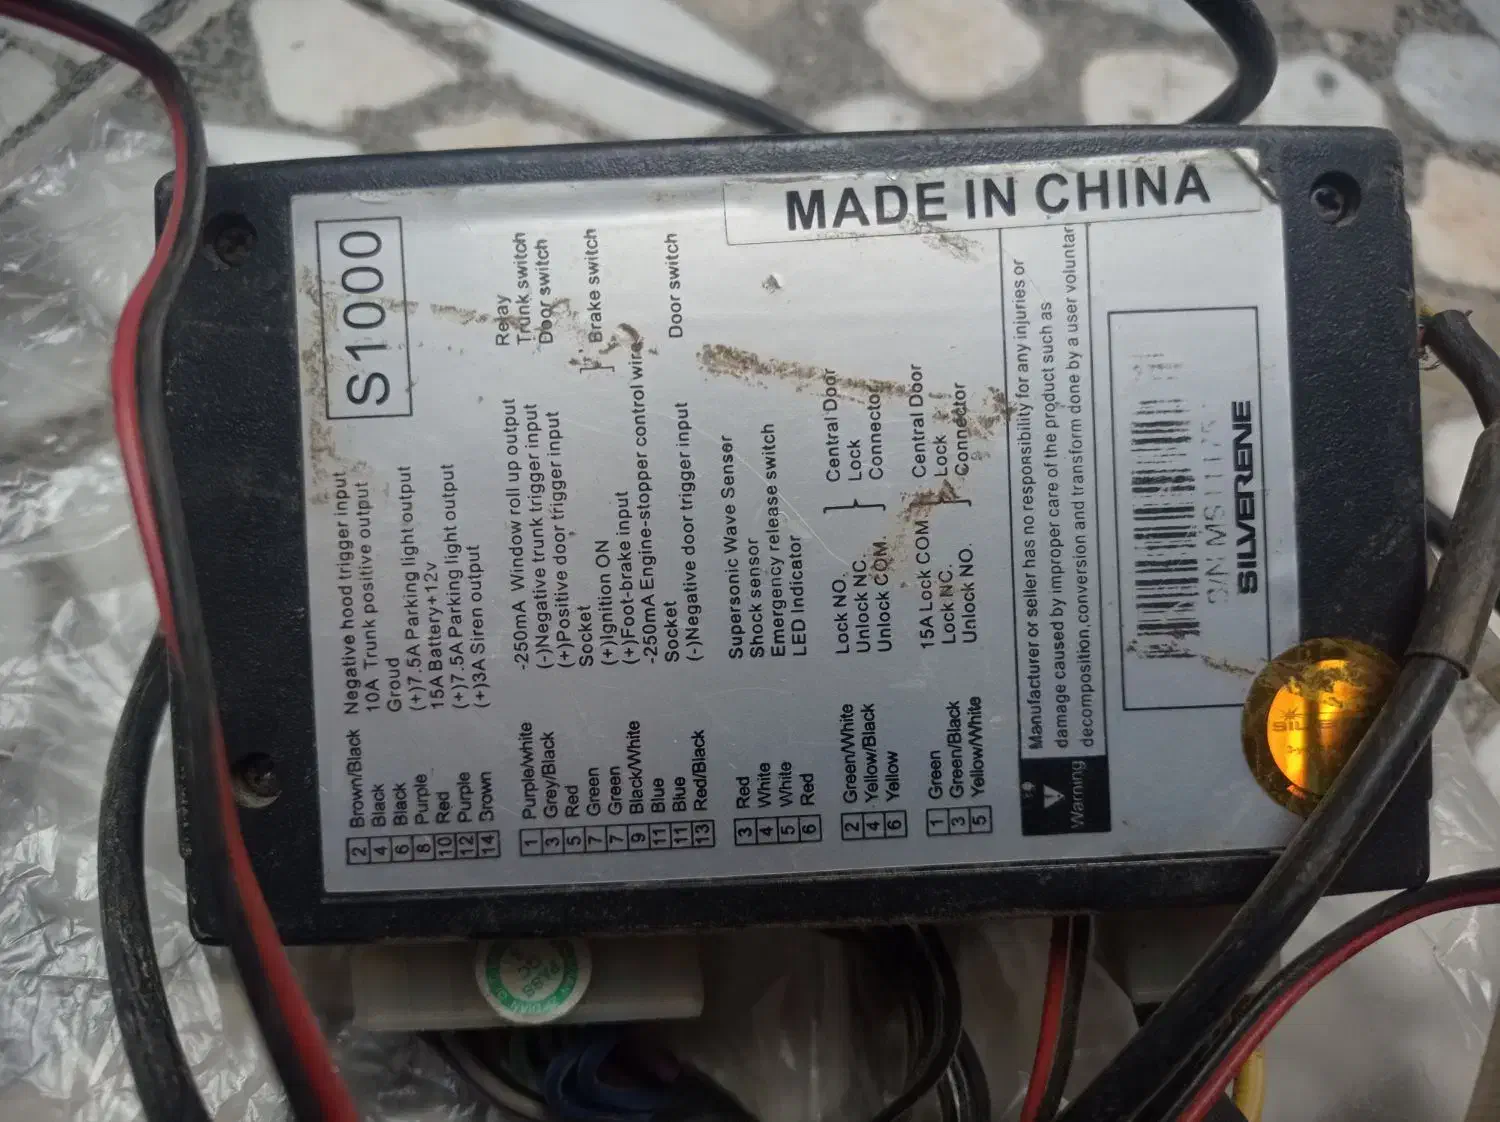 MADE IN CHINA
S1000
2 Brown/Black Negative hood trigger input
4 Black 10A Trunk positive output
6 Black Groud
8 Purple (+)7.5A Parking light output
10 Red 15A Battery+12v
12 Purple (+)7.5A Parking light output
14 Brown (+)3A Siren output
1 Purple/white -250mA Window roll up output Relay
3 Grey/Black (-)Negative trunk trigger input Trunk switch
5 Red (+)Positive door trigger input Door switch
7 Green Socket
7 Green (+)Ignition ON
9 Black/White (+)Foot-brake input Brake switch
11 Blue -250mA Engine-stopper control wire
11 Blue Socket
13 Red/Black (-)Negative door trigger input Door switch
3 Red Supersonic Wave Senser
4 White Shock sensor
5 White Emergency release switch
6 Red LED Indicator
2 Green/White Lock NO. Central Door
4 Yellow/Black Unlock NC. Lock
6 Yellow Unlock COM. Connector
1 Green 15A Lock COM. Central Door
3 Green/Black Lock NC. Lock
5 Yellow/White Unlock NO. Connector
Warning
Manufacturer or seller has no responsibility for any injuries or
damage caused by improper care of the product such as
decomposition,conversion and transform done by a user voluntar
SILVERENE
PASS
QC